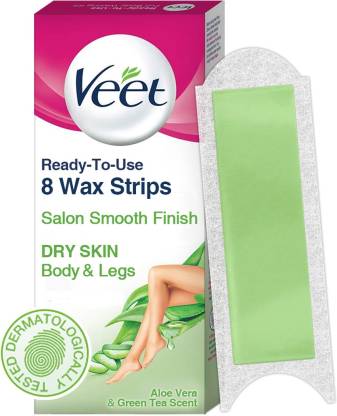 Veet
Ready-To-Use
8 Wax Strips
Salon Smooth Finish
DRY SKIN
Body & Legs
TESTED DERMATOLOGICALLY
Aloe Vera
& Green Tea Scent